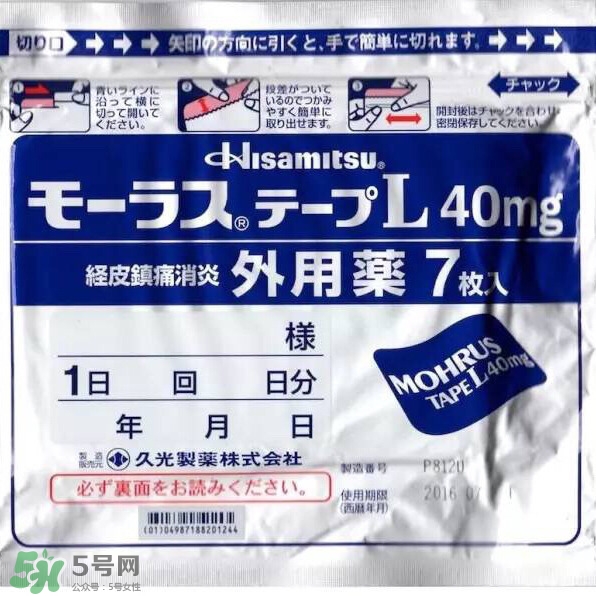 切り口
矢印の方向に引くと、手で簡単に切れます。
チャック
青いラインに
沿って横に
切って開いて
ください。
段差がついて
いるのでつかみ
やすく簡単に
取り出せます。
開封後はチャックを合わせ
密閉保存してください。
HISAMITSU®
モーラス®テープL 40mg
経皮鎮痛消炎 外用薬 7枚入
様
1日 回 日分
年 月 日
MOHRUS
TAPE L 40mg
製造
販売元
久光製薬株式会社
必ず裏面をお読みください。
製造番号 P812U
使用期限 2016 07
(西暦年月)
(01)04987188201244
5号网
公众号：5号女性